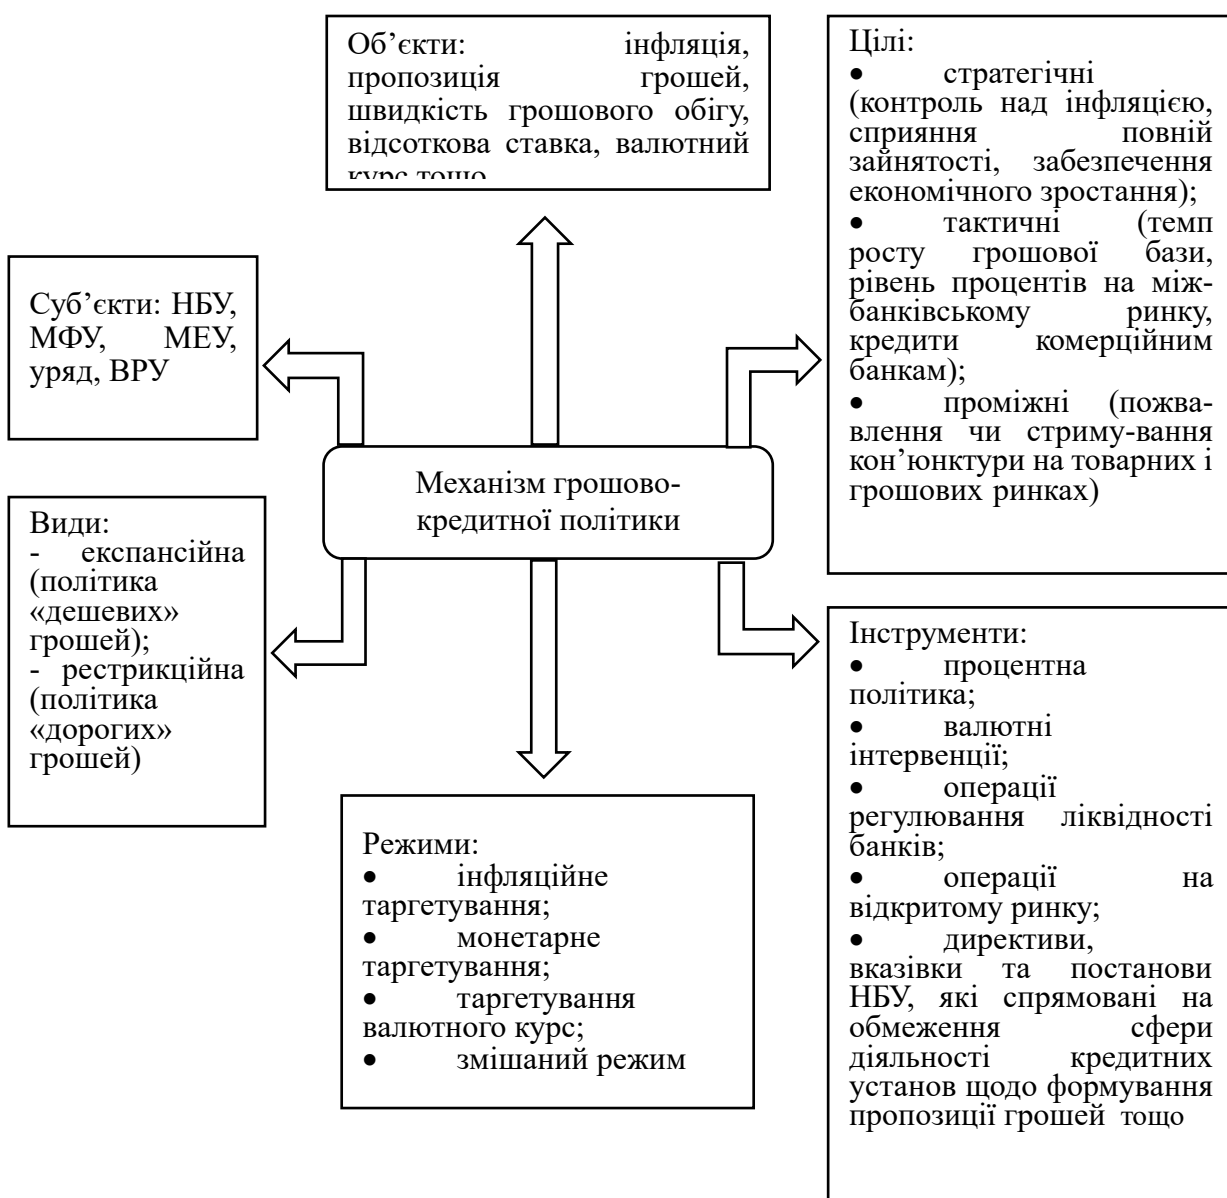 Об’єкти: інфляція,
пропозиція грошей,
швидкість грошового обігу,
відсоткова ставка, валютний
курс тощо
Цілі:
• стратегічні
(контроль над інфляцією,
сприяння повній
зайнятості, забезпечення
економічного зростання);
• тактичні (темп
росту грошової бази,
рівень процентів на між-
банківському ринку,
кредити комерційним
банкам);
• проміжні (пожва-
влення чи стриму-вання
кон’юнктури на товарних і
грошових ринках)
Суб’єкти: НБУ,
МФУ, МЕУ,
уряд, ВРУ
Механізм грошово-
кредитної політики
Види:
- експансійна
(політика
«дешевих»
грошей);
- рестрикційна
(політика
«дорогих»
грошей)
Режими:
• інфляційне
таргетування;
• монетарне
таргетування;
• таргетування
валютного курс;
• змішаний режим
Інструменти:
• процентна
політика;
• валютні
інтервенції;
• операції
регулювання ліквідності
банків;
• операції на
відкритому ринку;
• директиви,
вказівки та постанови
НБУ, які спрямовані на
обмеження сфери
діяльності кредитних
установ щодо формування
пропозиції грошей тощо